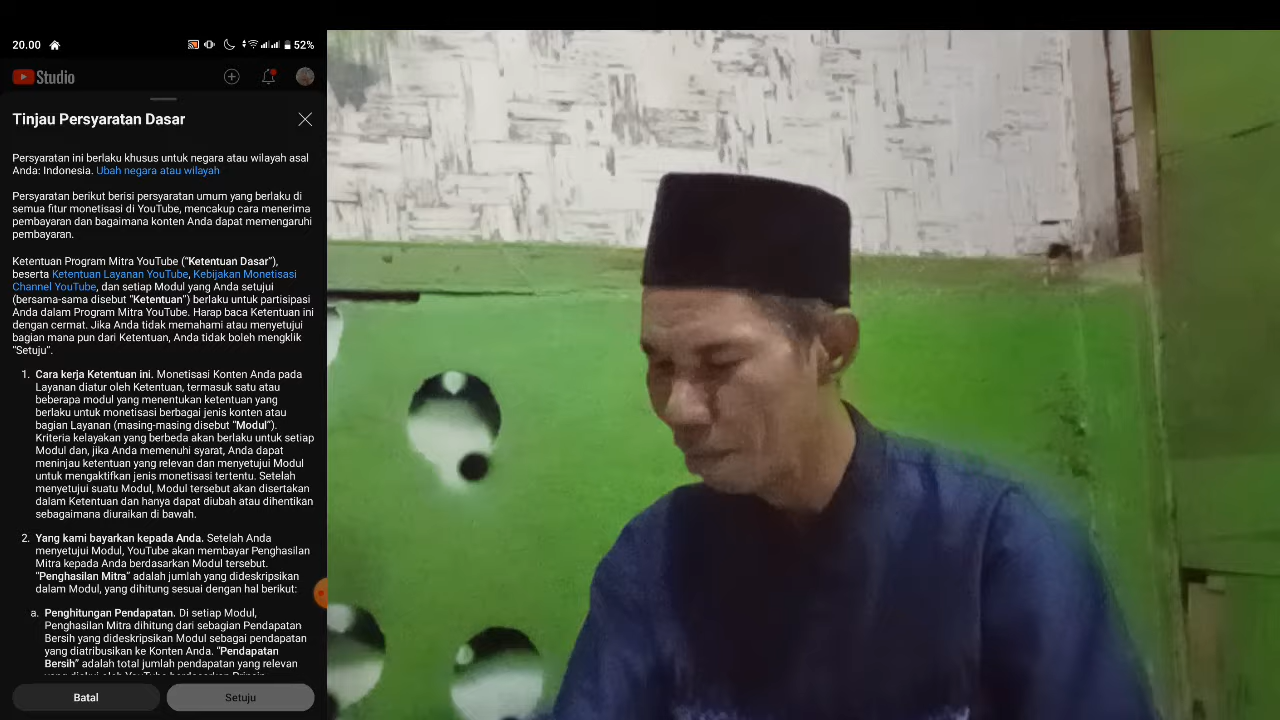 20.00
52%
Studio
Tinjau Persyaratan Dasar
Persyaratan ini berlaku khusus untuk negara atau wilayah asal
Anda: Indonesia. Ubah negara atau wilayah
Persyaratan berikut berisi persyaratan umum yang berlaku di
semua fitur monetisasi di YouTube, mencakup cara menerima
pembayaran dan bagaimana konten Anda dapat memengaruhi
pembayaran.
Ketentuan Program Mitra YouTube ("Ketentuan Dasar"),
beserta Ketentuan Layanan YouTube, Kebijakan Monetisasi
Channel YouTube, dan setiap Modul yang Anda setujui
(bersama-sama disebut "Ketentuan") berlaku untuk partisipasi
Anda dalam Program Mitra YouTube. Harap baca Ketentuan ini
dengan cermat. Jika Anda tidak memahami atau menyetujui
bagian mana pun dari Ketentuan, Anda tidak boleh mengklik
"Setuju".
1. Cara kerja Ketentuan ini. Monetisasi Konten Anda pada
Layanan diatur oleh Ketentuan, termasuk satu atau
beberapa modul yang menentukan ketentuan yang
berlaku untuk monetisasi berbagai jenis konten atau
bagian Layanan (masing-masing disebut "Modul").
Kriteria kelayakan yang berbeda akan berlaku untuk setiap
Modul dan, jika Anda memenuhi syarat, Anda dapat
meninjau ketentuan yang relevan dan menyetujui Modul
untuk mengaktifkan jenis monetisasi tertentu. Setelah
menyetujui suatu Modul, Modul tersebut akan disertakan
dalam Ketentuan dan hanya dapat diubah atau dihentikan
sebagaimana diuraikan di bawah.
2. Yang kami bayarkan kepada Anda. Setelah Anda
menyetujui Modul, YouTube akan membayar Penghasilan
Mitra kepada Anda berdasarkan Modul tersebut.
"Penghasilan Mitra" adalah jumlah yang dideskripsikan
dalam Modul, yang dihitung sesuai dengan hal berikut:
a. Penghitungan Pendapatan. Di setiap Modul,
Penghasilan Mitra dihitung dari sebagian Pendapatan
Bersih yang dideskripsikan Modul sebagai pendapatan
yang diatribusikan ke Konten Anda. "Pendapatan
Bersih" adalah total jumlah pendapatan yang relevan
Batal
Setuju